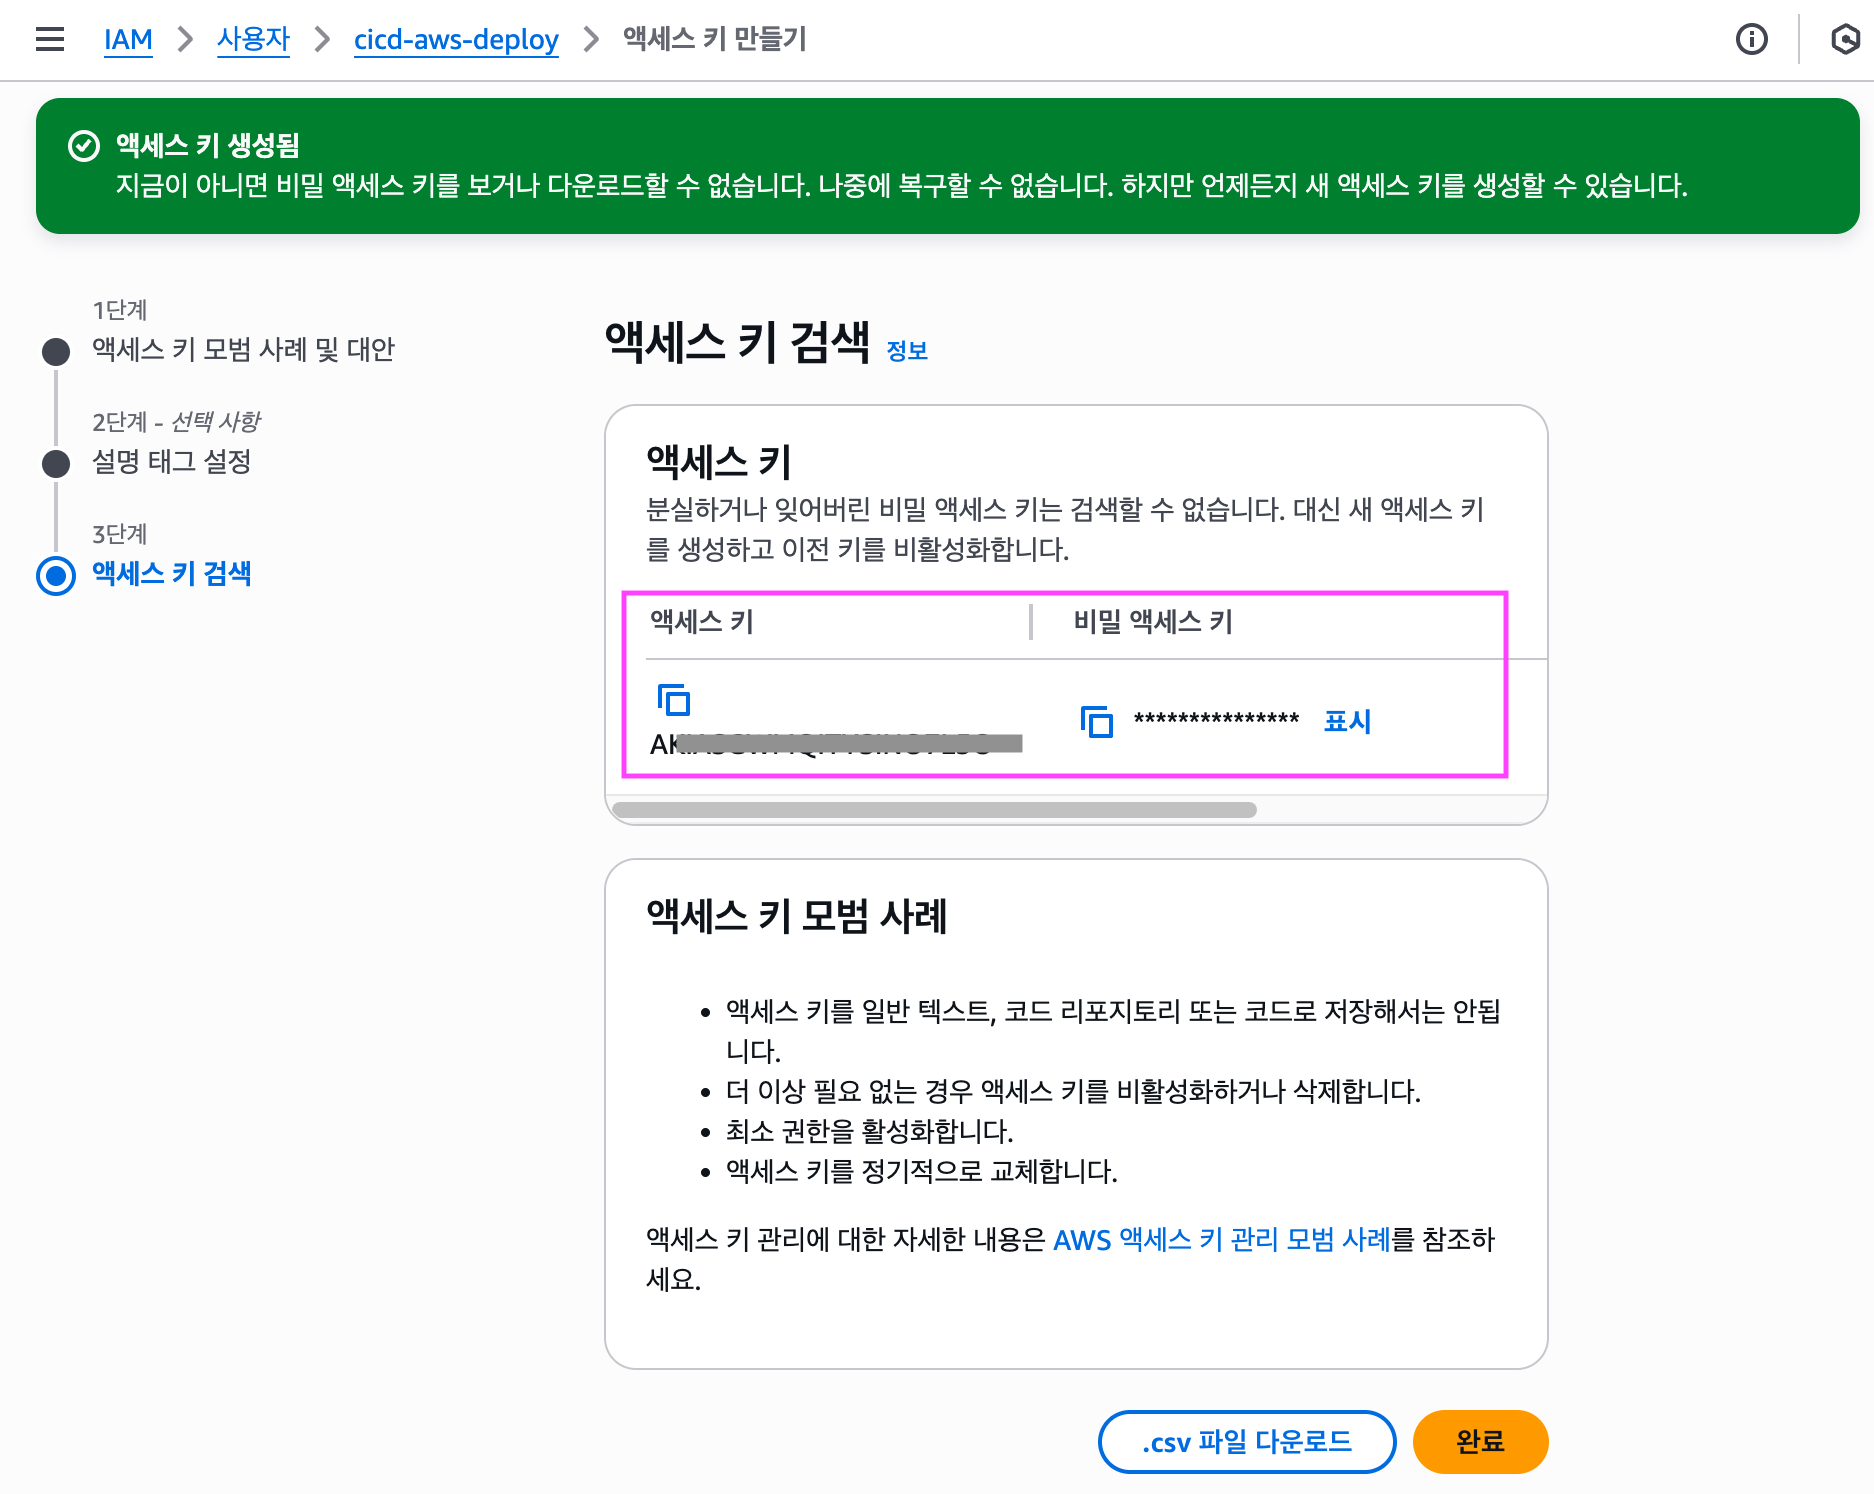 IAM > 사용자 > cicd-aws-deploy > 액세스 키 만들기
액세스 키 생성됨
지금이 아니면 비밀 액세스 키를 보거나 다운로드할 수 없습니다. 나중에 복구할 수 없습니다. 하지만 언제든지 새 액세스 키를 생성할 수 있습니다.
1단계
액세스 키 모범 사례 및 대안
2단계 - 선택 사항
설명 태그 설정
3단계
액세스 키 검색
액세스 키 검색 정보
액세스 키
분실하거나 잊어버린 비밀 액세스 키는 검색할 수 없습니다. 대신 새 액세스 키
를 생성하고 이전 키를 비활성화합니다.
액세스 키 비밀 액세스 키
*************** 표시
액세스 키 모범 사례
• 액세스 키를 일반 텍스트, 코드 리포지토리 또는 코드로 저장해서는 안됩
니다.
• 더 이상 필요 없는 경우 액세스 키를 비활성화하거나 삭제합니다.
• 최소 권한을 활성화합니다.
• 액세스 키를 정기적으로 교체합니다.
액세스 키 관리에 대한 자세한 내용은 AWS 액세스 키 관리 모범 사례를 참조하
세요.
.csv 파일 다운로드 완료